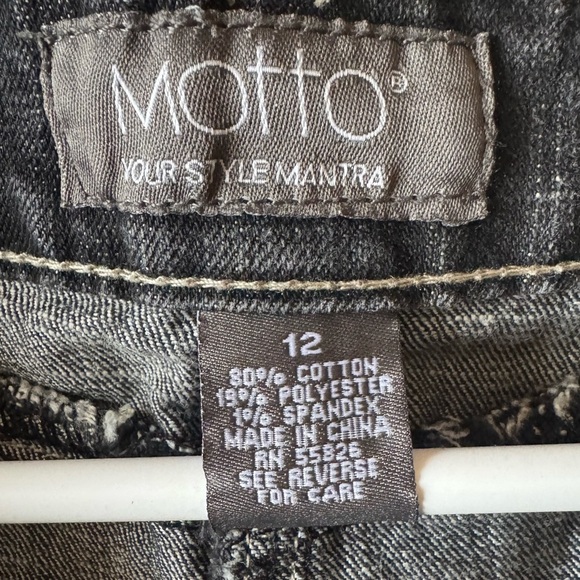 Motto®
YOUR STYLE MANTRA
12
80% COTTON
19% POLYESTER
1% SPANDEX
MADE IN CHINA
RN 55826
SEE REVERSE
FOR CARE